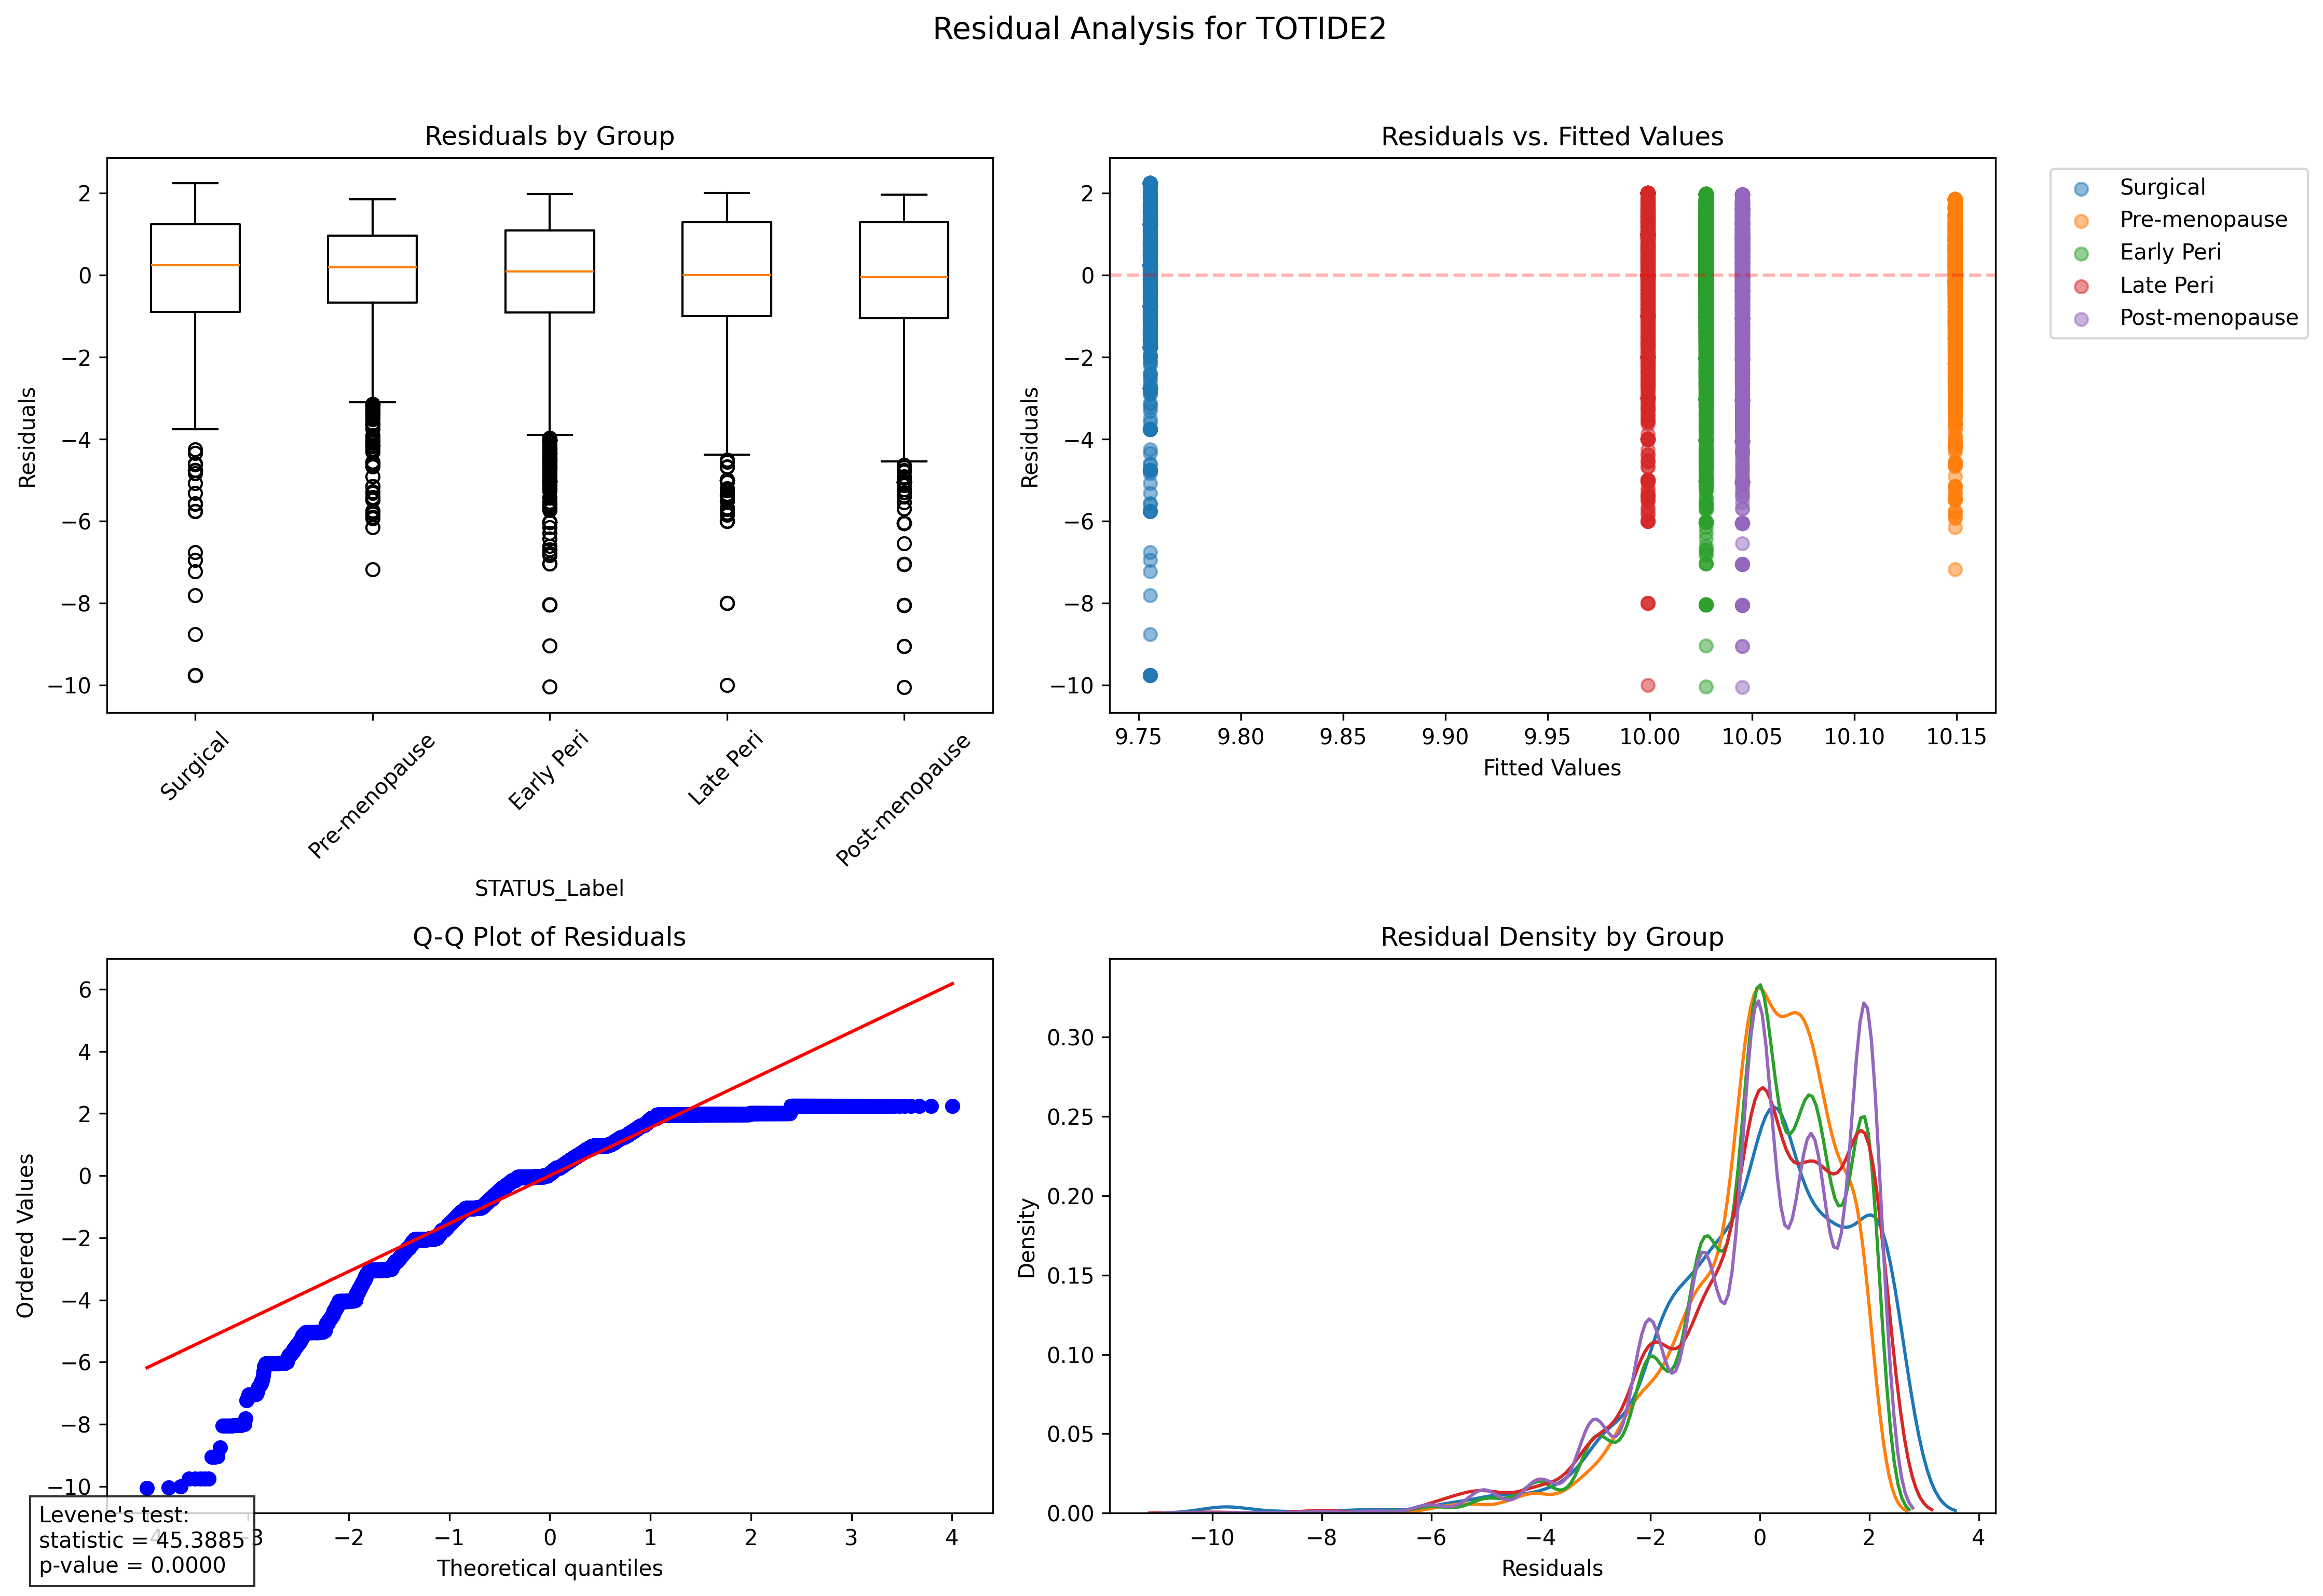 Residual Analysis for TOTIDE2
Residuals by Group
2
0
−2
−4
−6
−8
−10
Residuals
Surgical
Pre-menopause
Early Peri
Late Peri
Post-menopause
STATUS_Label
Residuals vs. Fitted Values
2
0
−2
−4
−6
−8
−10
Residuals
9.75 9.80 9.85 9.90 9.95 10.00 10.05 10.10 10.15
Fitted Values
Surgical
Pre-menopause
Early Peri
Late Peri
Post-menopause
Q-Q Plot of Residuals
6
4
2
0
−2
−4
−6
−8
−10
Ordered Values
−4 −3 −2 −1 0 1 2 3 4
Theoretical quantiles
Levene's test:
statistic = 45.3885
p-value = 0.0000
Residual Density by Group
0.30
0.25
0.20
0.15
0.10
0.05
0.00
Density
−10 −8 −6 −4 −2 0 2 4
Residuals